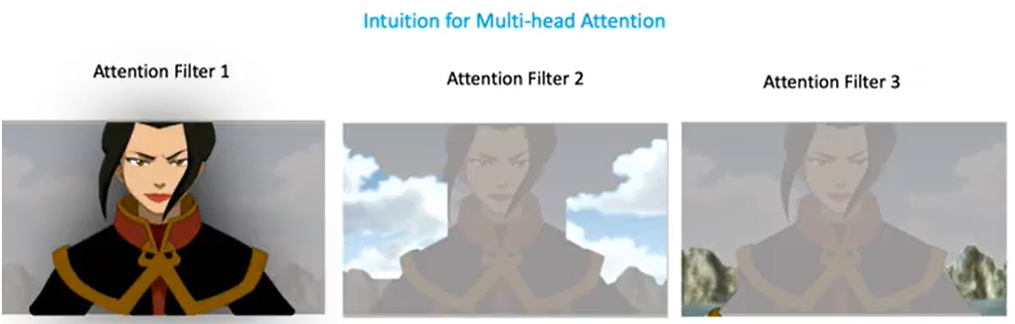 Intuition for Multi-head Attention
Attention Filter 1
Attention Filter 2
Attention Filter 3